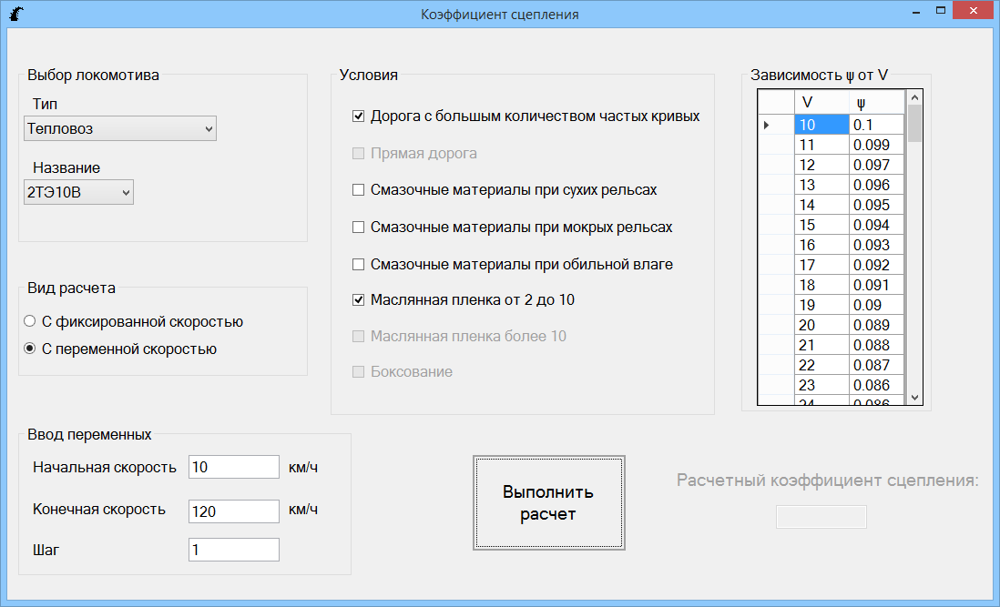 Коэффициент сцепления
Выбор локомотива
Тип
Тепловоз
Название
2ТЭ10В
Вид расчета
С фиксированной скоростью
С переменной скоростью
Ввод переменных
Начальная скорость 10 км/ч
Конечная скорость 120 км/ч
Шаг 1
Условия
Дорога с большым количеством частых кривых
Прямая дорога
Смазочные материалы при сухих рельсах
Смазочные материалы при мокрых рельсах
Смазочные материалы при обильной влаге
Маслянная пленка от 2 до 10
Маслянная пленка более 10
Боксование
Выполнить
расчет
Зависимость ψ от V
V ψ
10 0.1
11 0.099
12 0.097
13 0.096
14 0.095
15 0.094
16 0.093
17 0.092
18 0.091
19 0.09
20 0.089
21 0.088
22 0.087
23 0.086
24 0.086
Расчетный коэффициент сцепления: